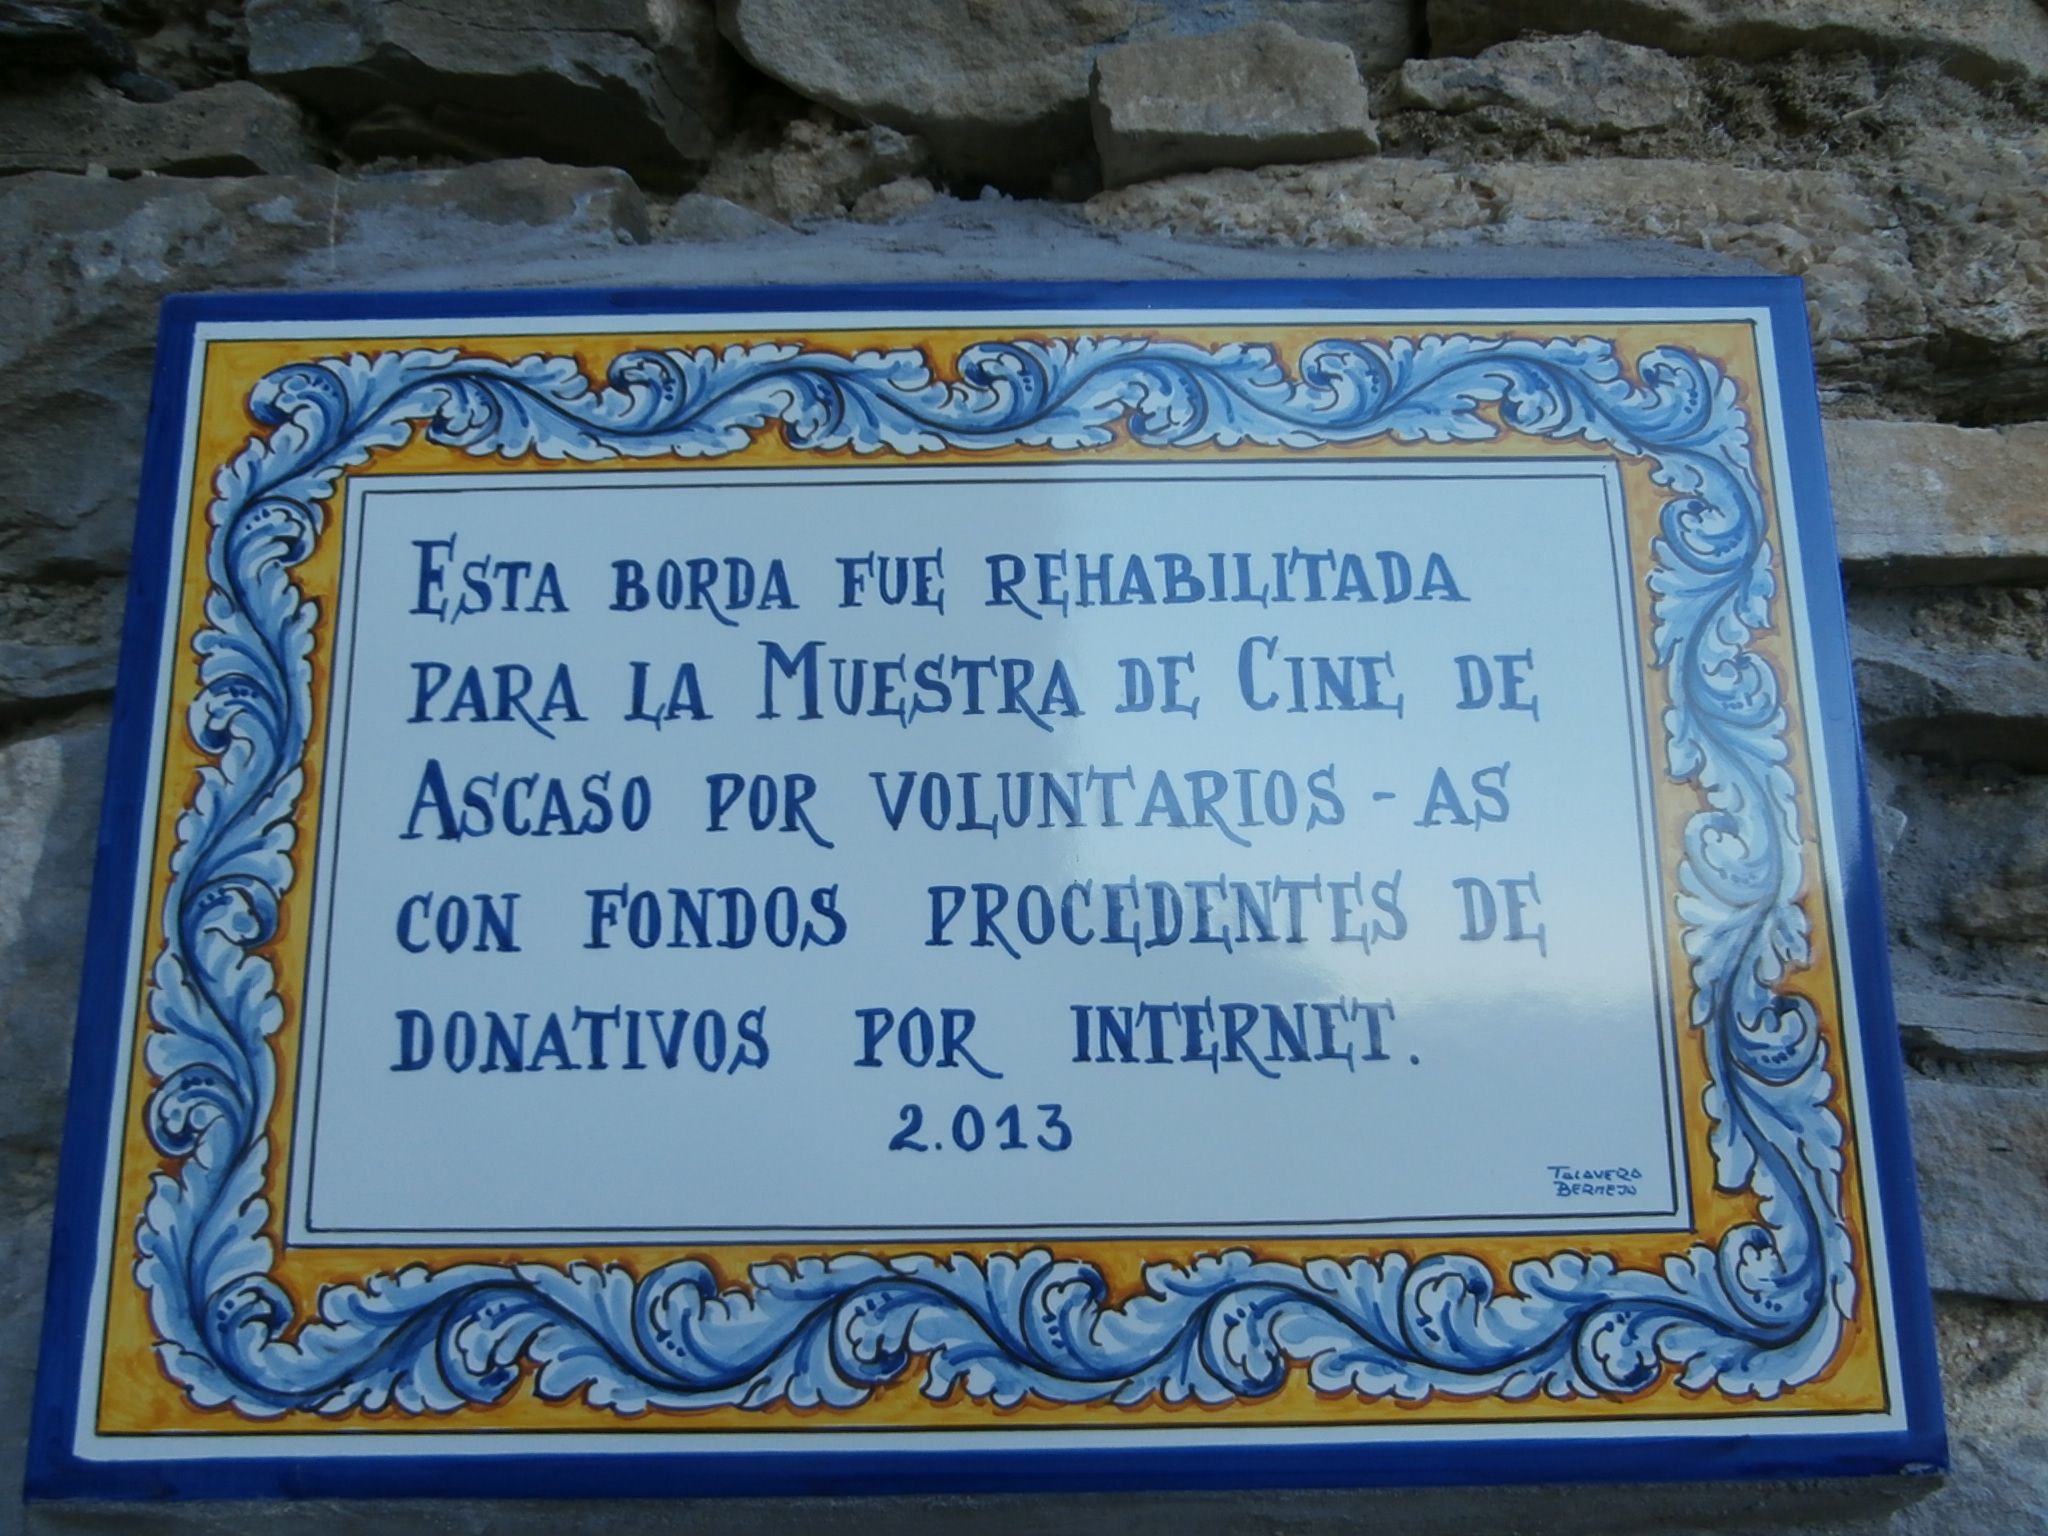 ESTA BORDA FUE REHABILITADA
PARA LA MUESTRA DE CINE DE
ASCASO POR VOLUNTARIOS - AS
CON FONDOS PROCEDENTES DE
DONATIVOS POR INTERNET.
2.013
TALAVERA
BERMEJO